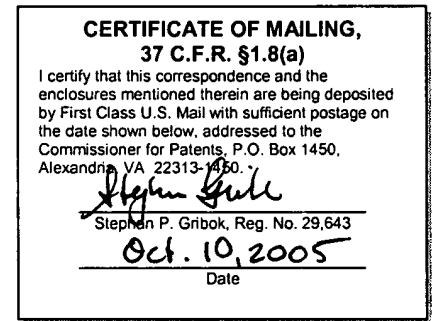 CERTIFICATE OF MAILING,
37 C.F.R. §1.8(a)
I certify that this correspondence and the
enclosures mentioned therein are being deposited
by First Class U.S. Mail with sufficient postage on
the date shown below, addressed to the
Commissioner for Patents, P.O. Box 1450,
Alexandria, VA 22313-1450.
Stephen Gribok
Stephen P. Gribok, Reg. No. 29,643
Oct. 10, 2005
Date